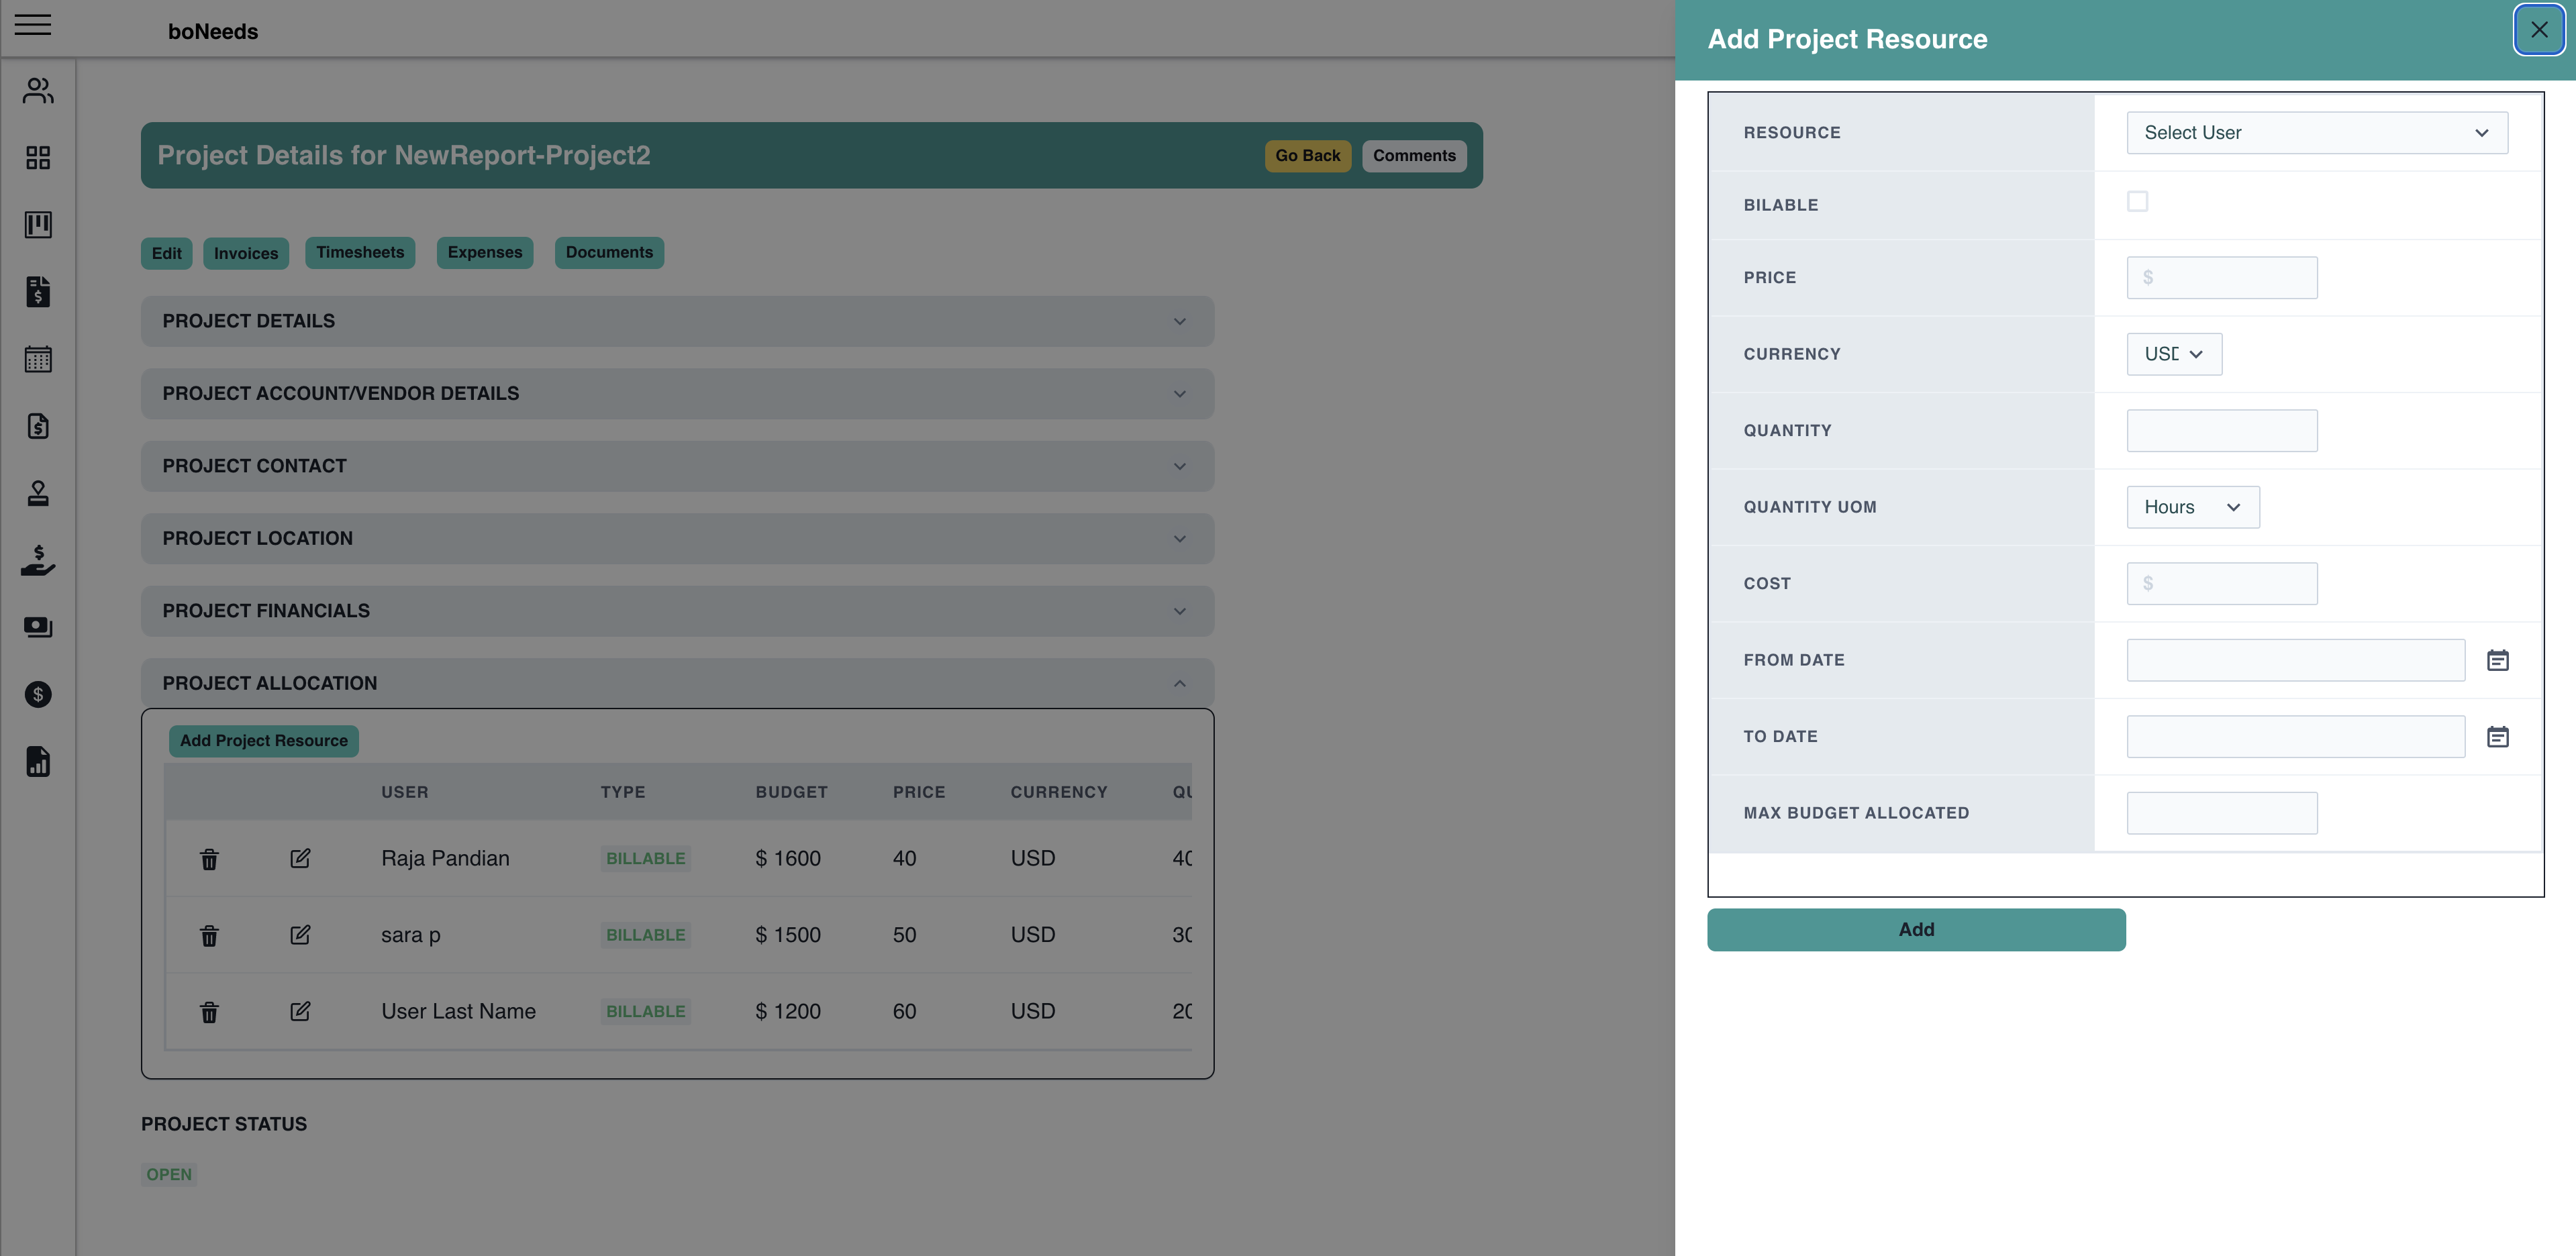 boNeeds
Project Details for NewReport-Project2
Go Back
Comments
Edit
Invoices
Timesheets
Expenses
Documents
PROJECT DETAILS
PROJECT ACCOUNT/VENDOR DETAILS
PROJECT CONTACT
PROJECT LOCATION
PROJECT FINANCIALS
PROJECT ALLOCATION
Add Project Resource
USER TYPE BUDGET PRICE CURRENCY
Raja Pandian BILLABLE $ 1600 40 USD
sara p BILLABLE $ 1500 50 USD
User Last Name BILLABLE $ 1200 60 USD
PROJECT STATUS
OPEN
Add Project Resource
RESOURCE Select User
BILABLE
PRICE $
CURRENCY USD
QUANTITY
QUANTITY UOM Hours
COST $
FROM DATE
TO DATE
MAX BUDGET ALLOCATED
Add